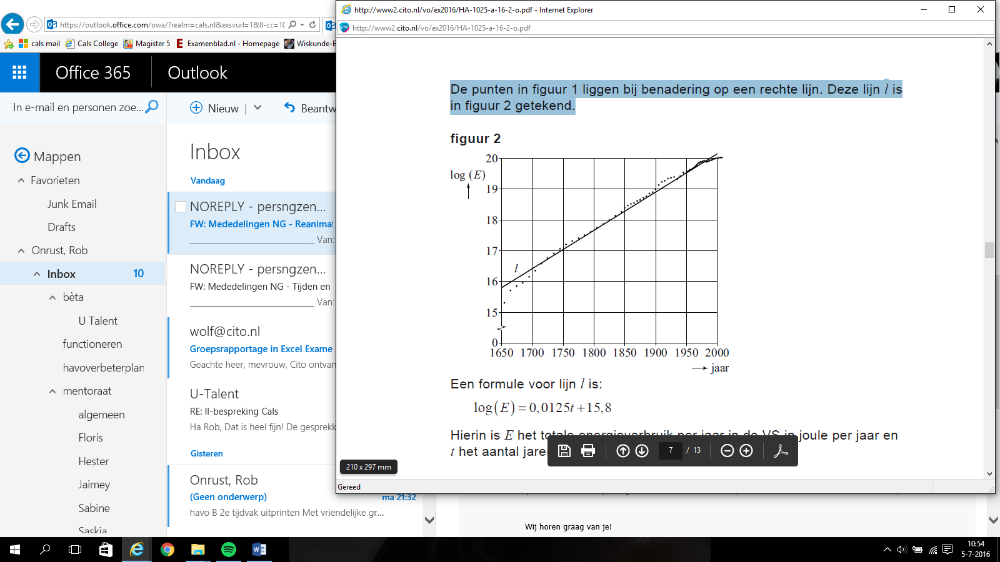 http://www2.cito.nl/vo/ex2016/HA-1025-a-16-2-o.pdf - Internet Explorer
http://www2.cito.nl/vo/ex2016/HA-1025-a-16-2-o.pdf
https://outlook.office.com/owa/?realm=cals.nl&exsvurl=1&ll-cc=10
cals mail
Cals College
Magister 5
Examenblad.nl - Homepage
Wiskunde-E
Office 365
Outlook
In e-mail en personen zoe...
Nieuw
Beantw
Mappen
Favorieten
Junk Email
Drafts
Onrust, Rob
Inbox 10
bèta
U Talent
functioneren
havoverbeterplan
mentoraat
algemeen
Floris
Hester
Jaimey
Sabine
Saskia
Inbox
Vandaag
NOREPLY - persngzen...
FW: Mededelingen NG - Reanimat
Van:
NOREPLY - persngzen...
FW: Mededelingen NG - Tijden en
Van:
wolf@cito.nl
Groepsrapportage in Excel Exame
Geachte heer, mevrouw, Cito ontvan
U-Talent
RE: II-bespreking Cals
Ha Rob, Dat is heel fijn! De gesprekk
Gisteren
Onrust, Rob
(Geen onderwerp) ma 21:32
havo B 2e tijdvak uitprinten Met vriendelijke gr...
De punten in figuur 1 liggen bij benadering op een rechte lijn. Deze lijn l is
in figuur 2 getekend.
figuur 2
log (E)
20
19
18
17
16
15
0
l
1650 1700 1750 1800 1850 1900 1950 2000
jaar
Een formule voor lijn l is:
log(E) = 0,0125t + 15,8
Hierin is E het totale energieverbruik per jaar in de VS in joule per jaar en
t het aantal jaren
7 / 13
210 x 297 mm
Gereed
Wij horen graag van je!
10:54
5-7-2016